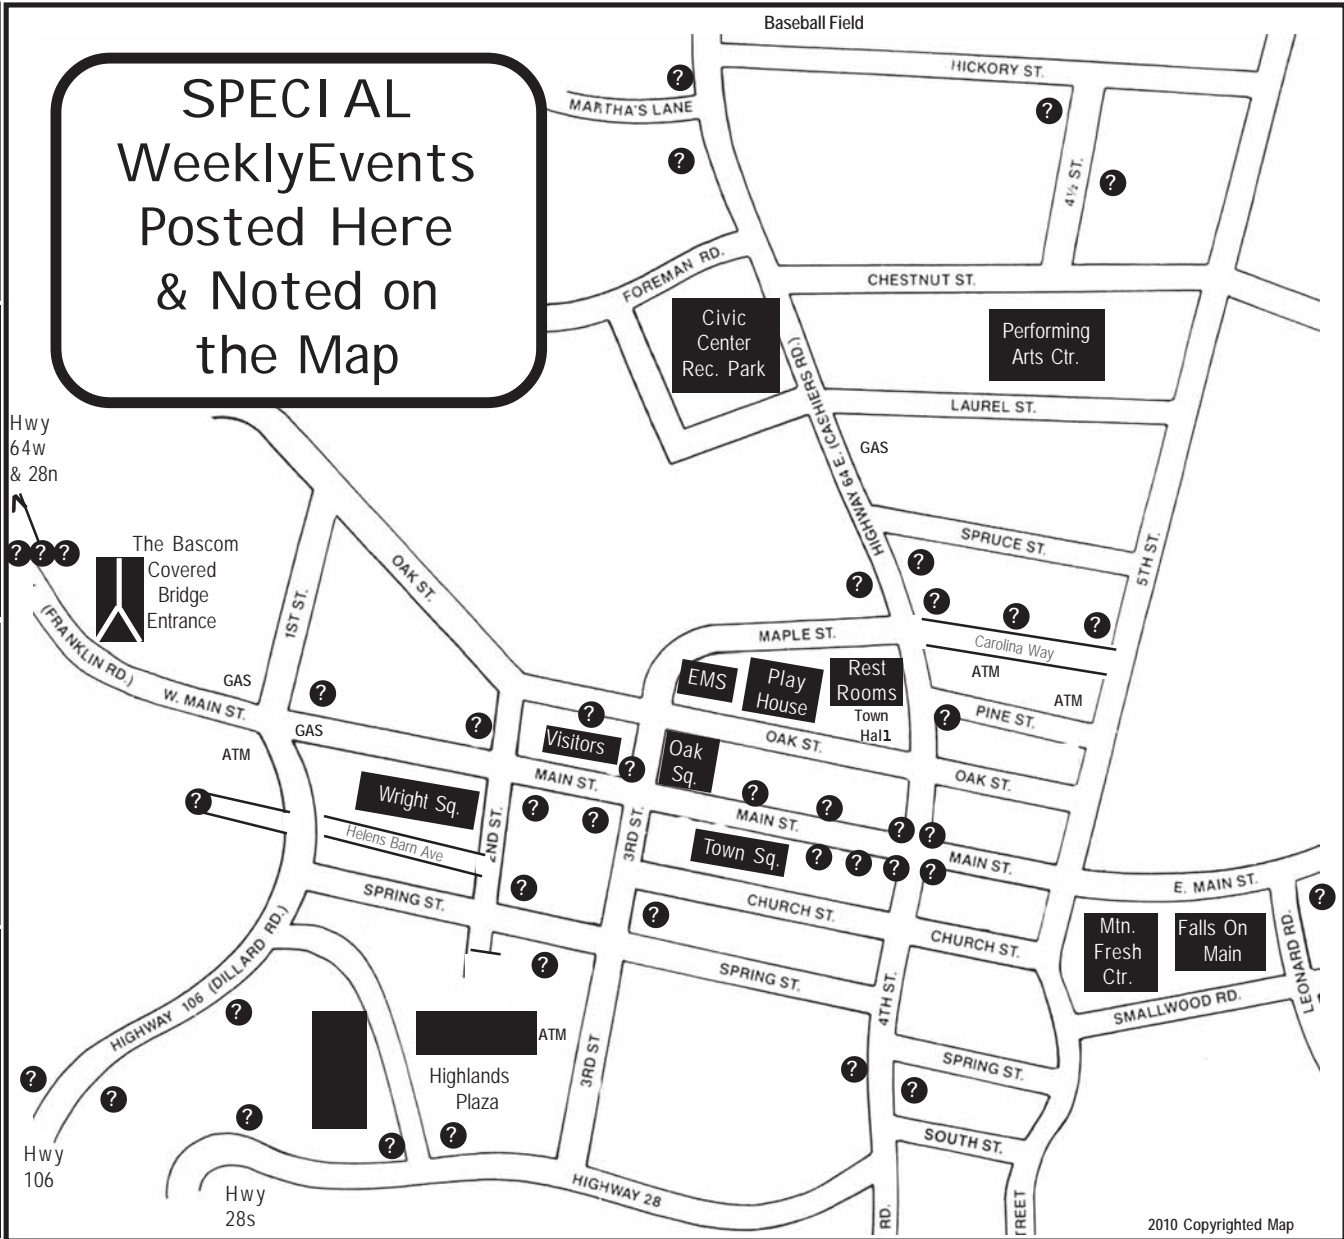 Baseball Field
SPECIAL
WeeklyEvents
Posted Here
& Noted on
the Map
HICKORY ST.
MARTHA'S LANE
4½ ST.
FOREMAN RD.
CHESTNUT ST.
Civic
Center
Rec. Park
Performing
Arts Ctr.
HIGHWAY 64 E. (CASHIERS RD.)
LAUREL ST.
GAS
Hwy
64w
& 28n
SPRUCE ST.
5TH ST.
The Bascom
Covered
Bridge
Entrance
OAK ST.
1ST ST.
(FRANKLIN RD.)
W. MAIN ST.
GAS
MAPLE ST.
Carolina Way
ATM
ATM
EMS
Play
House
Rest
Rooms
Town
Hal1
PINE ST.
GAS
ATM
Visitors
Oak
Sq.
OAK ST.
OAK ST.
MAIN ST.
Wright Sq.
2ND ST.
Helens Barn Ave
3RD ST.
MAIN ST.
Town Sq.
MAIN ST.
E. MAIN ST.
SPRING ST.
CHURCH ST.
CHURCH ST.
Mtn.
Fresh
Ctr.
Falls On
Main
LEONARD RD.
SMALLWOOD RD.
SPRING ST.
4TH ST.
HIGHWAY 106 (DILLARD RD.)
ATM
Highlands
Plaza
3RD ST
SPRING ST.
SOUTH ST.
Hwy
106
Hwy
28s
HIGHWAY 28
RD.
TREET
2010 Copyrighted Map
? ? ? ? ? ? ? ? ? ? ? ? ? ? ? ? ? ? ? ? ? ? ? ? ? ? ? ? ? ? ? ? ? ? ? ? ? ? ? ? ?